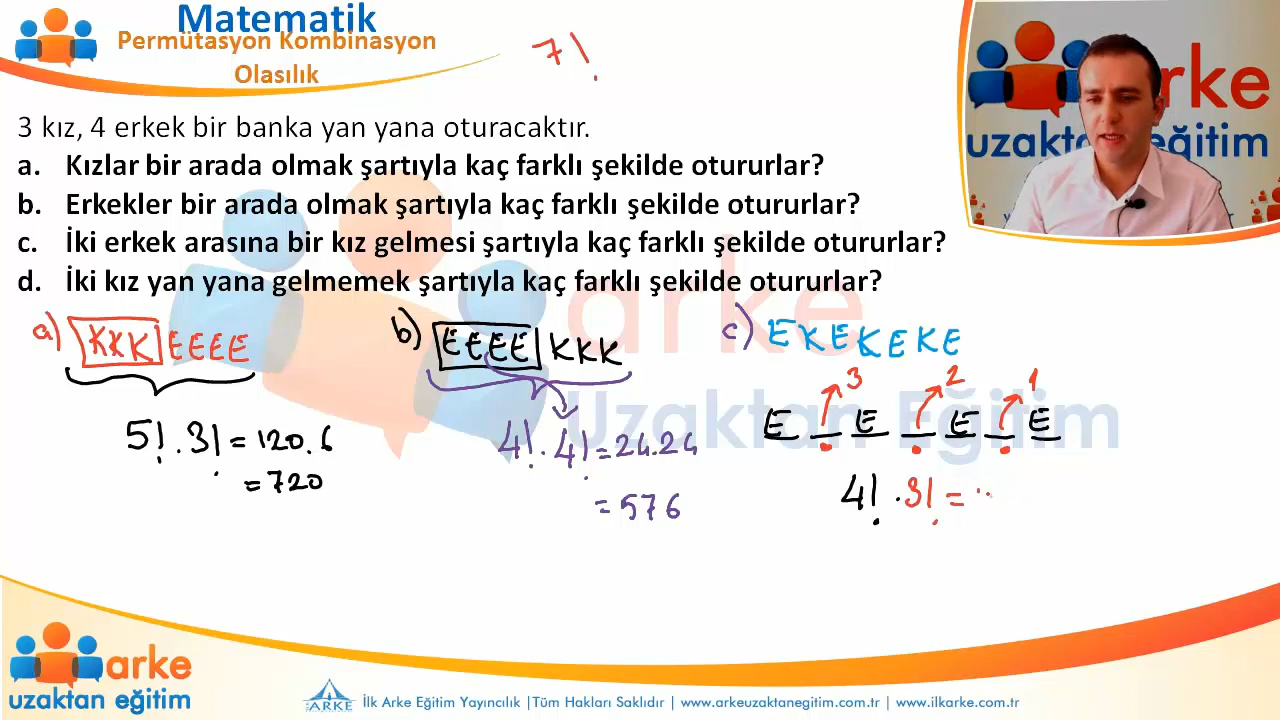 Matematik
Permütasyon Kombinasyon
Olasılık
7!
arke
uzaktan eğitim
3 kız, 4 erkek bir banka yan yana oturacaktır.
a. Kızlar bir arada olmak şartıyla kaç farklı şekilde otururlar?
b. Erkekler bir arada olmak şartıyla kaç farklı şekilde otururlar?
c. İki erkek arasına bir kız gelmesi şartıyla kaç farklı şekilde otururlar?
d. İki kız yan yana gelmemek şartıyla kaç farklı şekilde otururlar?
arke
Uzaktan Eğitim
a) KKK EEEE
5! . 3! = 120.6
= 720
b) EEEE KKK
4! . 4! = 24.24
= 576
c) E K E K E K E
3 2 1
E E E E
4! . 3! = ..
arke
uzaktan eğitim
ARKE
İlk Arke Eğitim Yayıncılık |Tüm Hakları Saklıdır | www.arkeuzaktanegitim.com.tr | www.ilkarke.com.tr